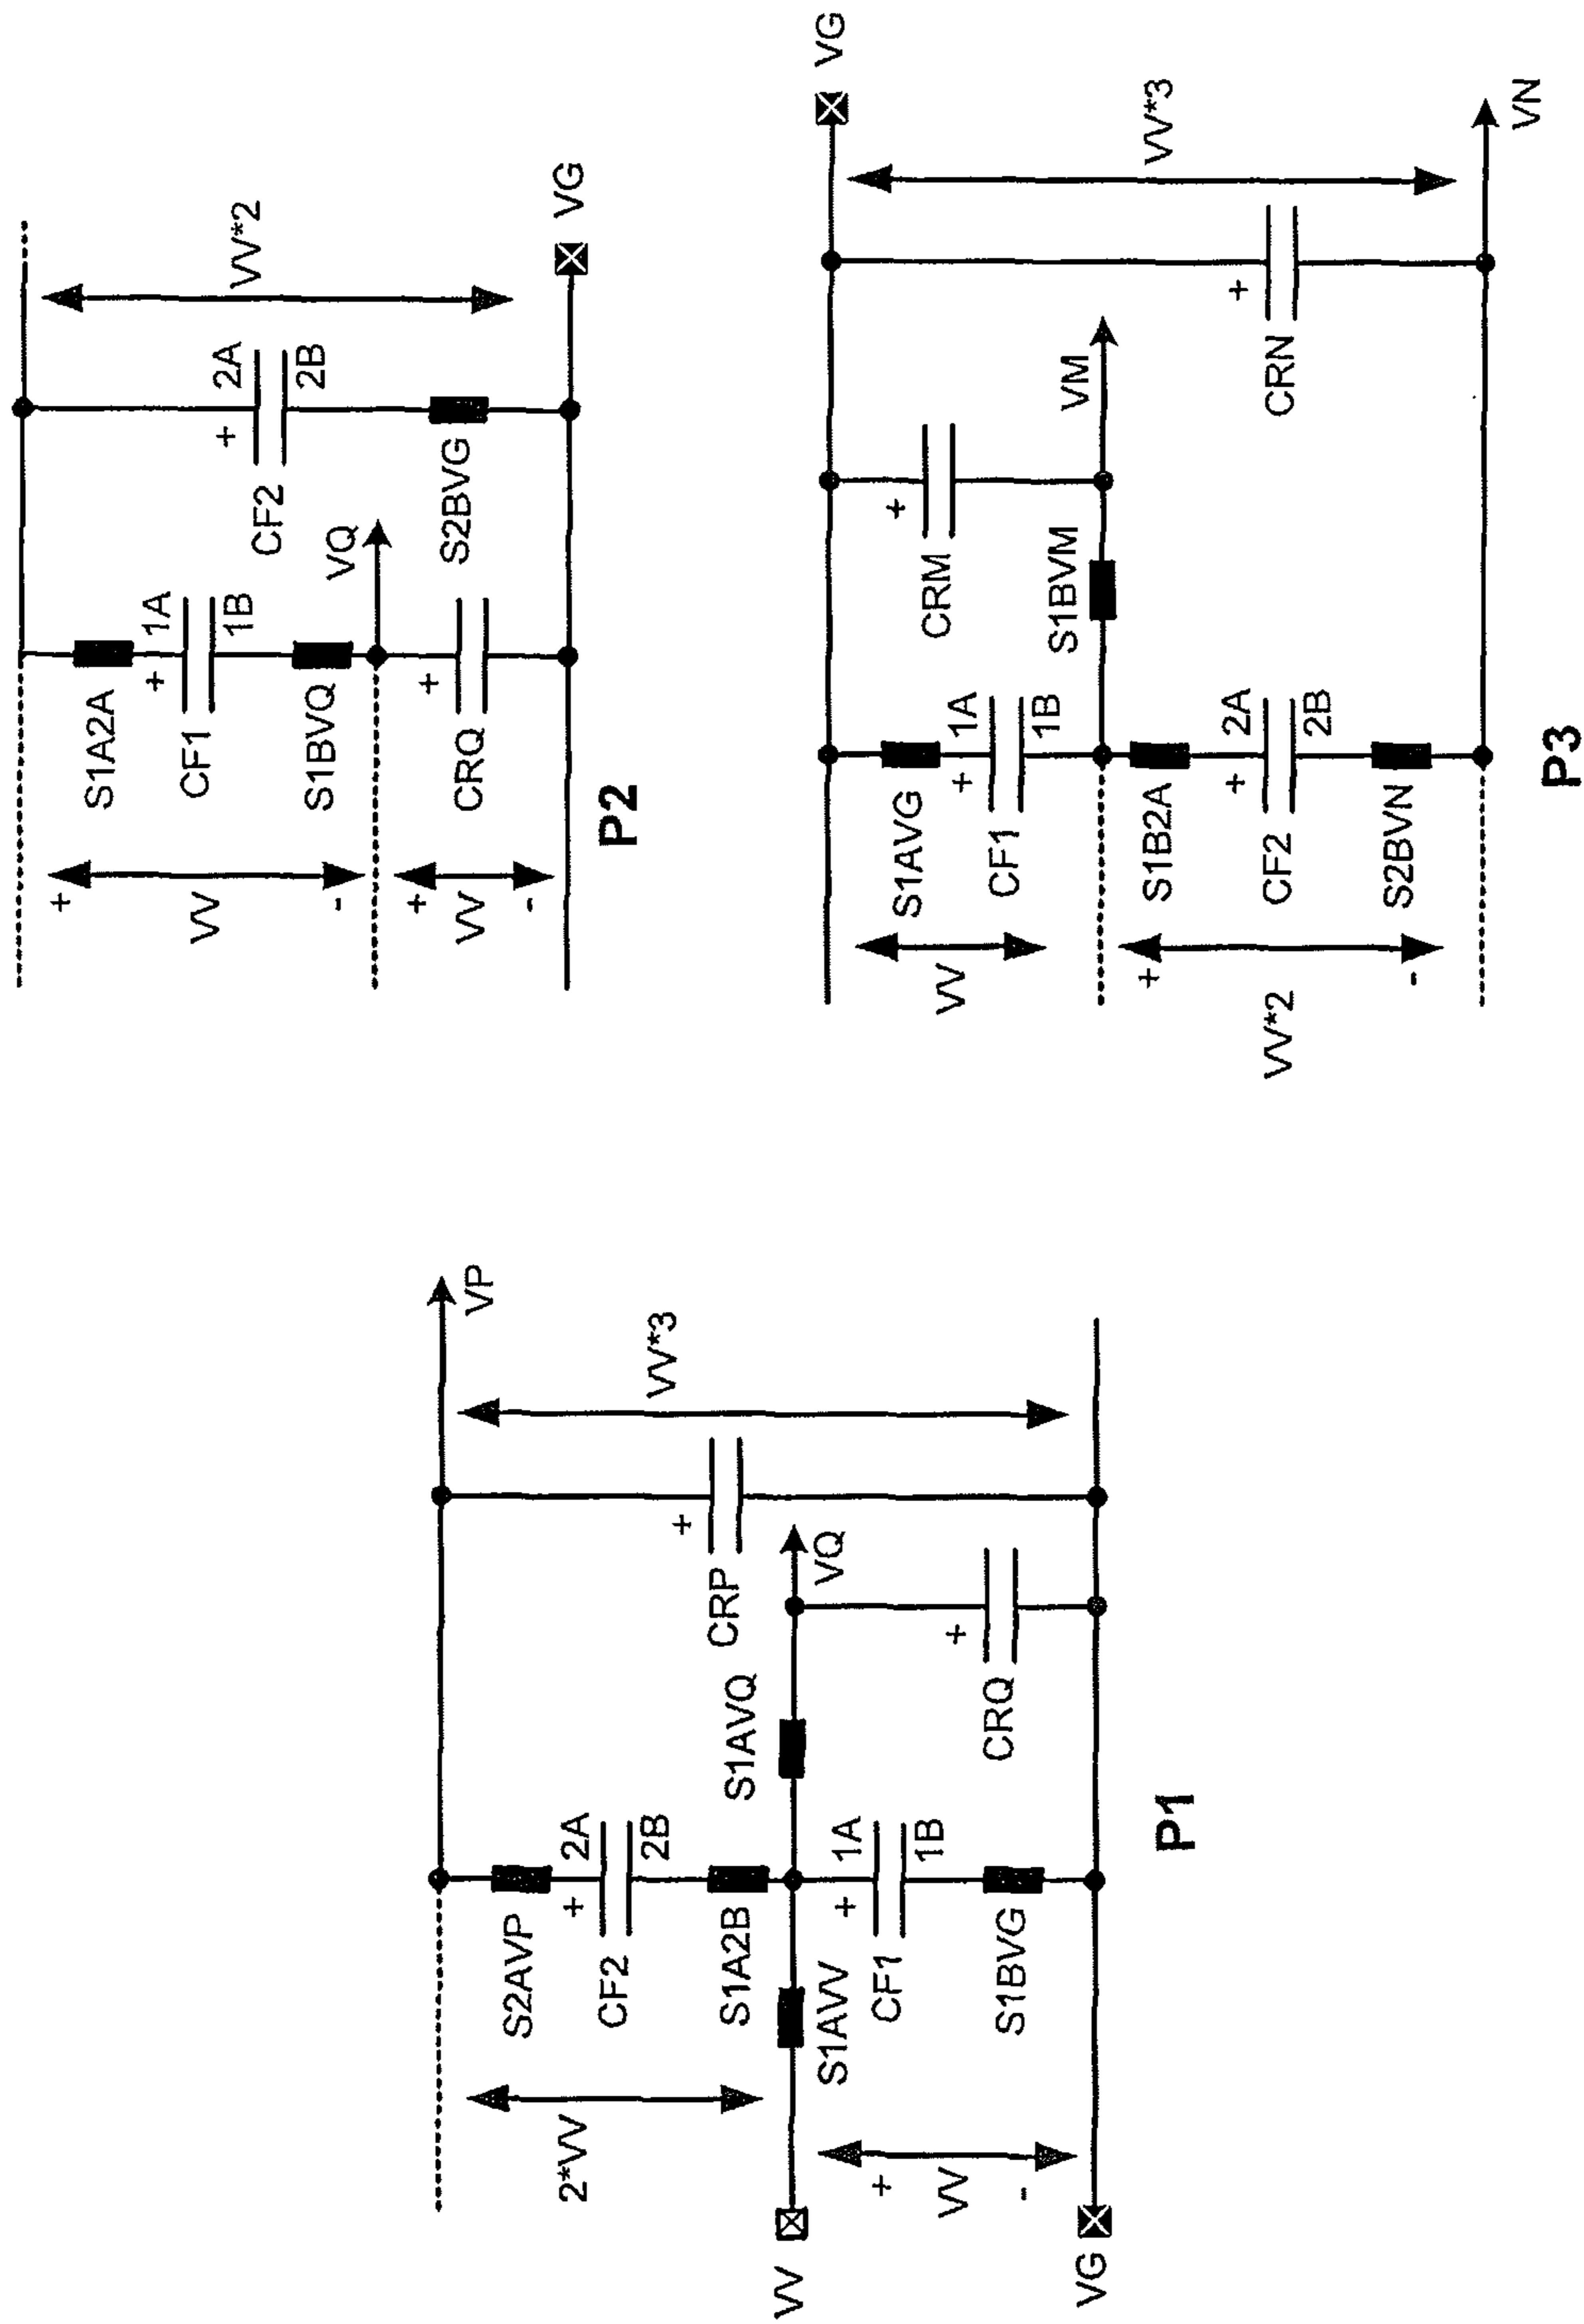 VG
VV*2
2A
2B
+
CF2
S2BVG
VQ
S1A2A
1A
1B
+
CF1
S1BVQ
+
CRQ
+
VV
-
+
VV
-
P2
VG
VV*3
VN
+
CRN
VM
+
CRM
S1BVM
S1AVG
1A
1B
+
CF1
S1B2A
2A
2B
+
CF2
S2BVN
VV
+
-
VV*2
P3
VP
VV*3
+
CRP
VQ
+
CRQ
S1AVQ
2A
2B
+
S2AVP
CF2
S1A2B
1A
1B
+
S1AVV
CF1
S1BVG
2*VV
+
VV
-
VV
VG
P1